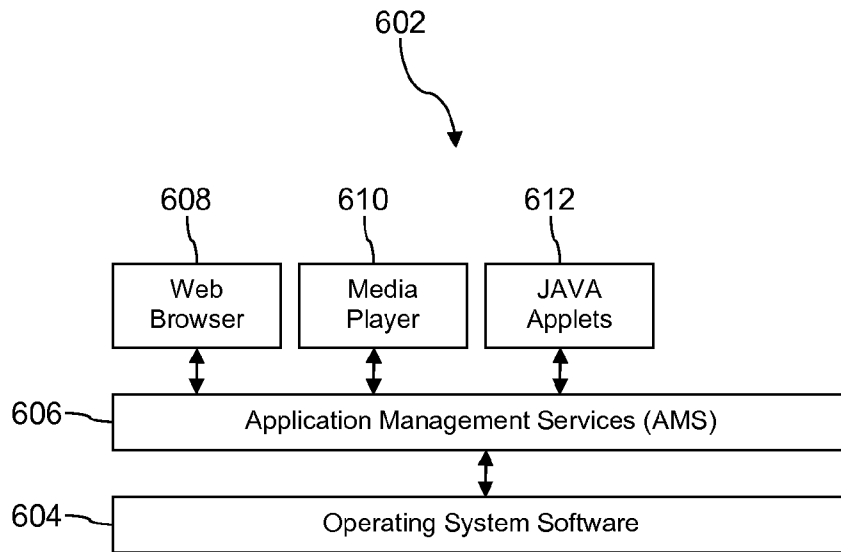 602
608
610
612
Web
Browser
Media
Player
JAVA
Applets
606
Application Management Services (AMS)
604
Operating System Software